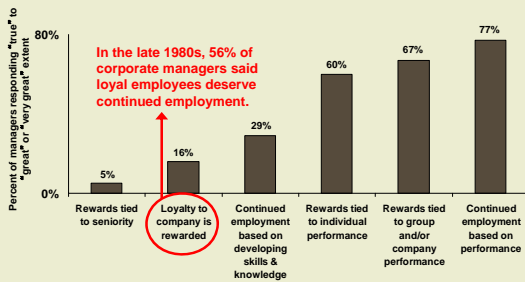 Percent of managers responding "true" to
"great" or "very great" extent
80%
0%
In the late 1980s, 56% of
corporate managers said
loyal employees deserve
continued employment.
5%
16%
29%
60%
67%
77%
Rewards tied
to seniority
Loyalty to
company is
rewarded
Continued
employment
based on
developing
skills &
knowledge
Rewards tied
to individual
performance
Rewards tied
to group
and/or
company
performance
Continued
employment
based on
performance